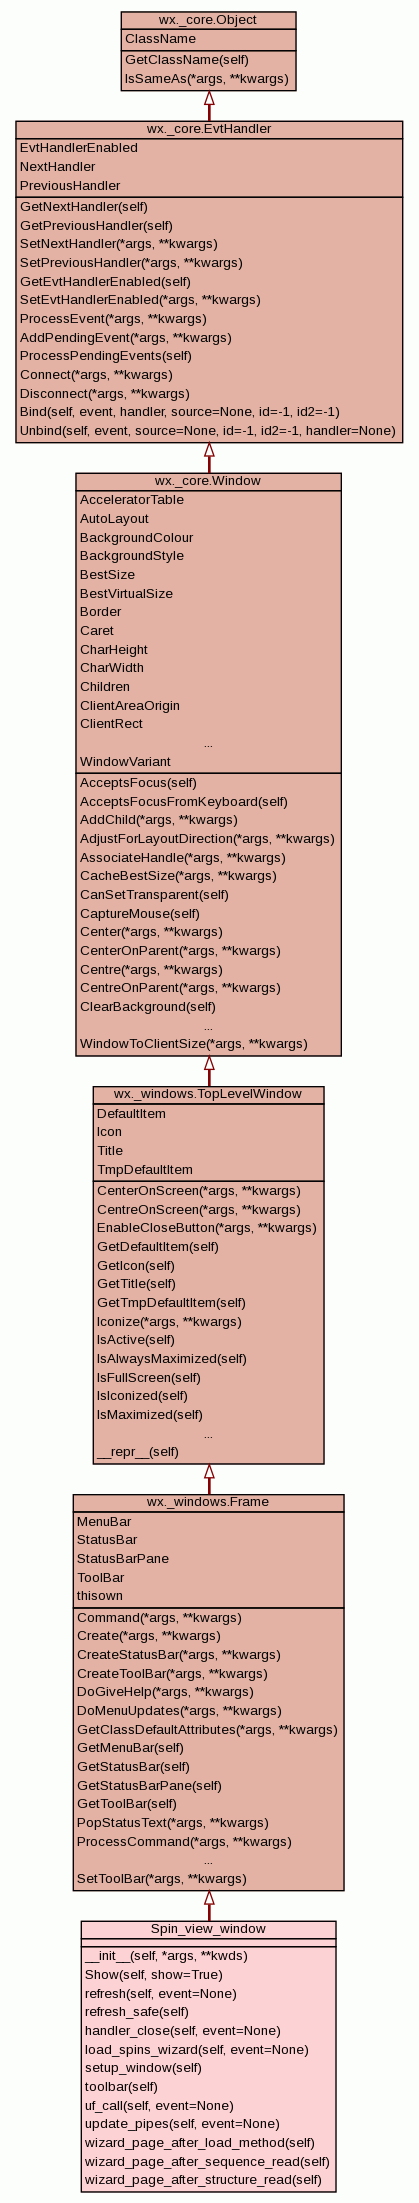 wx._core.Object
ClassName
GetClassName(self)
IsSameAs(*args, **kwargs)
wx._core.EvtHandler
EvtHandlerEnabled
NextHandler
PreviousHandler
GetNextHandler(self)
GetPreviousHandler(self)
SetNextHandler(*args, **kwargs)
SetPreviousHandler(*args, **kwargs)
GetEvtHandlerEnabled(self)
SetEvtHandlerEnabled(*args, **kwargs)
ProcessEvent(*args, **kwargs)
AddPendingEvent(*args, **kwargs)
ProcessPendingEvents(self)
Connect(*args, **kwargs)
Disconnect(*args, **kwargs)
Bind(self, event, handler, source=None, id=-1, id2=-1)
Unbind(self, event, source=None, id=-1, id2=-1, handler=None)
wx._core.Window
AcceleratorTable
AutoLayout
BackgroundColour
BackgroundStyle
BestSize
BestVirtualSize
Border
Caret
CharHeight
CharWidth
Children
ClientAreaOrigin
ClientRect
...
WindowVariant
AcceptsFocus(self)
AcceptsFocusFromKeyboard(self)
AddChild(*args, **kwargs)
AdjustForLayoutDirection(*args, **kwargs)
AssociateHandle(*args, **kwargs)
CacheBestSize(*args, **kwargs)
CanSetTransparent(self)
CaptureMouse(self)
Center(*args, **kwargs)
CenterOnParent(*args, **kwargs)
Centre(*args, **kwargs)
CentreOnParent(*args, **kwargs)
ClearBackground(self)
...
WindowToClientSize(*args, **kwargs)
wx._windows.TopLevelWindow
DefaultItem
Icon
Title
TmpDefaultItem
CenterOnScreen(*args, **kwargs)
CentreOnScreen(*args, **kwargs)
EnableCloseButton(*args, **kwargs)
GetDefaultItem(self)
GetIcon(self)
GetTitle(self)
GetTmpDefaultItem(self)
Iconize(*args, **kwargs)
IsActive(self)
IsAlwaysMaximized(self)
IsFullScreen(self)
IsIconized(self)
IsMaximized(self)
...
__repr__(self)
wx._windows.Frame
MenuBar
StatusBar
StatusBarPane
ToolBar
thisown
Command(*args, **kwargs)
Create(*args, **kwargs)
CreateStatusBar(*args, **kwargs)
CreateToolBar(*args, **kwargs)
DoGiveHelp(*args, **kwargs)
DoMenuUpdates(*args, **kwargs)
GetClassDefaultAttributes(*args, **kwargs)
GetMenuBar(self)
GetStatusBar(self)
GetStatusBarPane(self)
GetToolBar(self)
PopStatusText(*args, **kwargs)
ProcessCommand(*args, **kwargs)
...
SetToolBar(*args, **kwargs)
Spin_view_window
__init__(self, *args, **kwds)
Show(self, show=True)
refresh(self, event=None)
refresh_safe(self)
handler_close(self, event=None)
load_spins_wizard(self, event=None)
setup_window(self)
toolbar(self)
uf_call(self, event=None)
update_pipes(self, event=None)
wizard_page_after_load_method(self)
wizard_page_after_sequence_read(self)
wizard_page_after_structure_read(self)